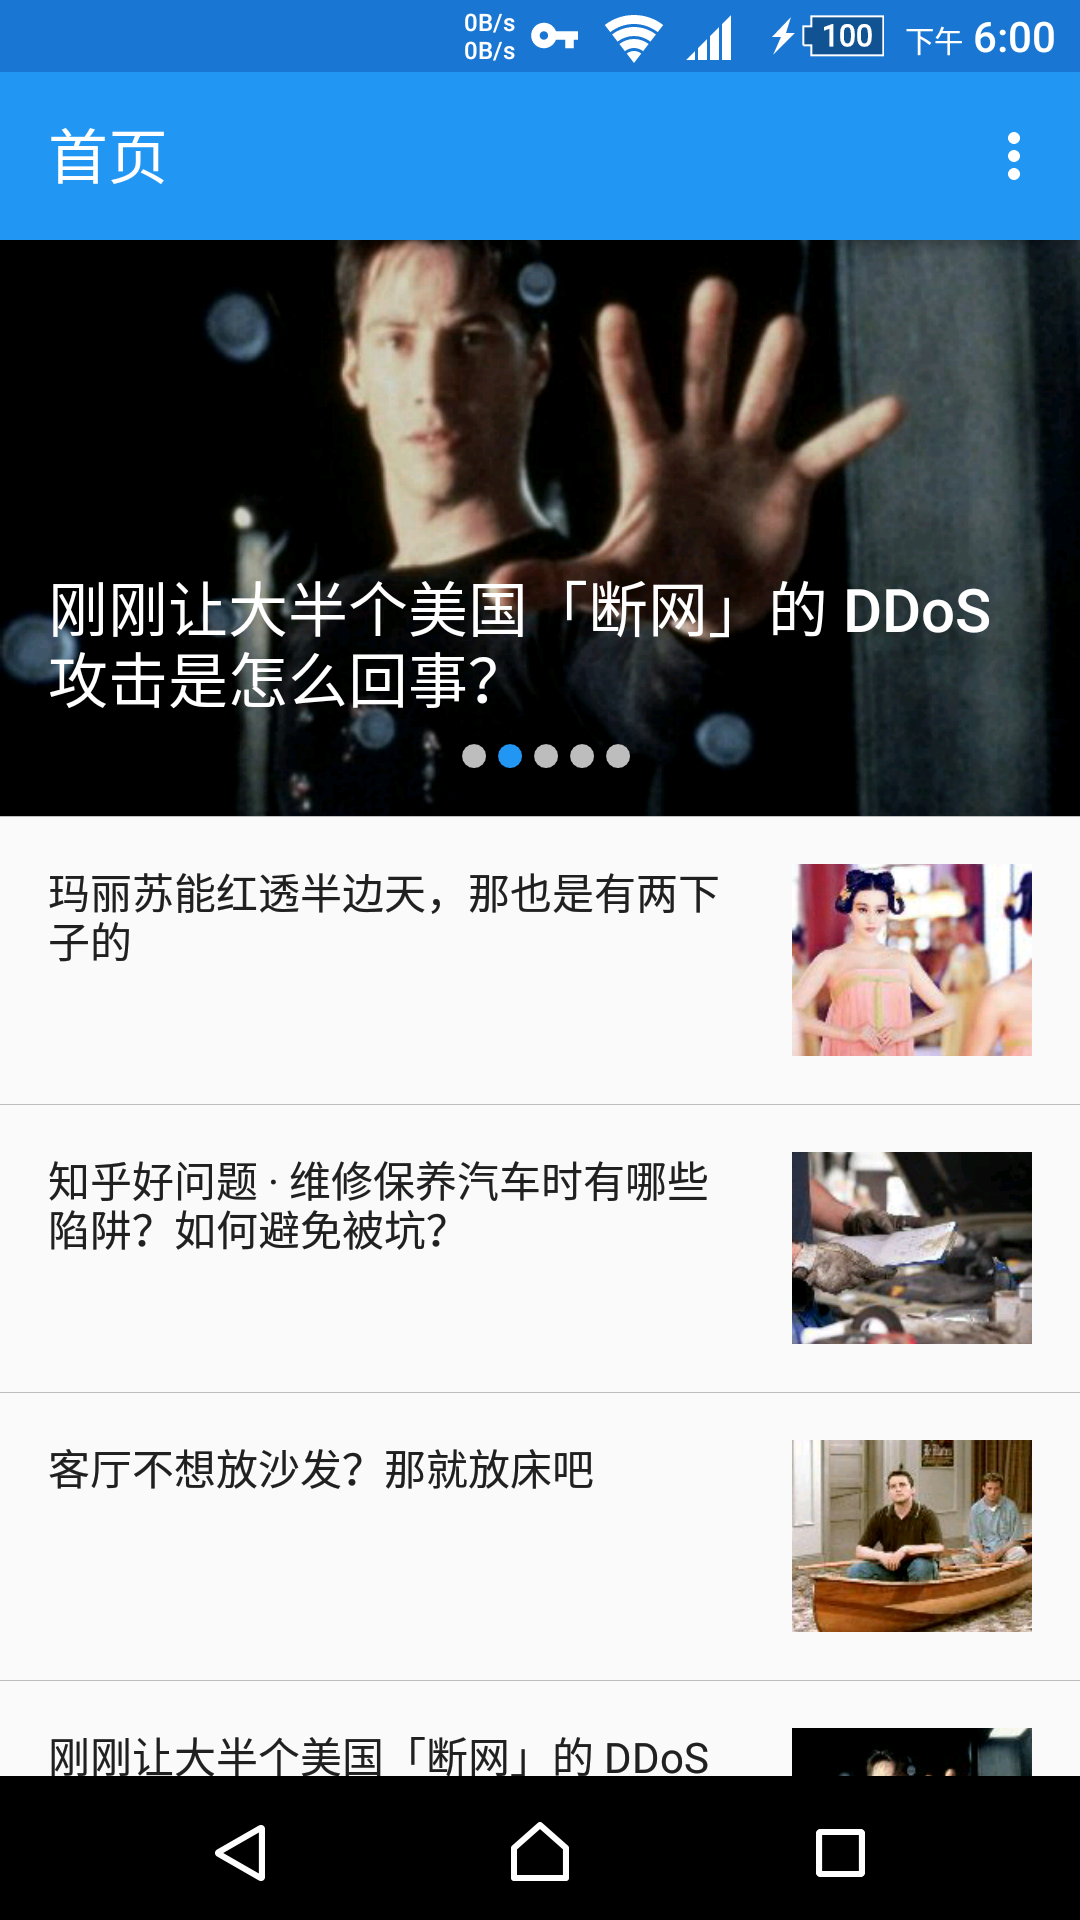 0B/s
0B/s
100
下午 6:00
首页
刚刚让大半个美国「断网」的 DDoS
攻击是怎么回事？
玛丽苏能红透半边天，那也是有两下
子的
知乎好问题 · 维修保养汽车时有哪些
陷阱？如何避免被坑？
客厅不想放沙发？那就放床吧
刚刚让大半个美国「断网」的 DDoS